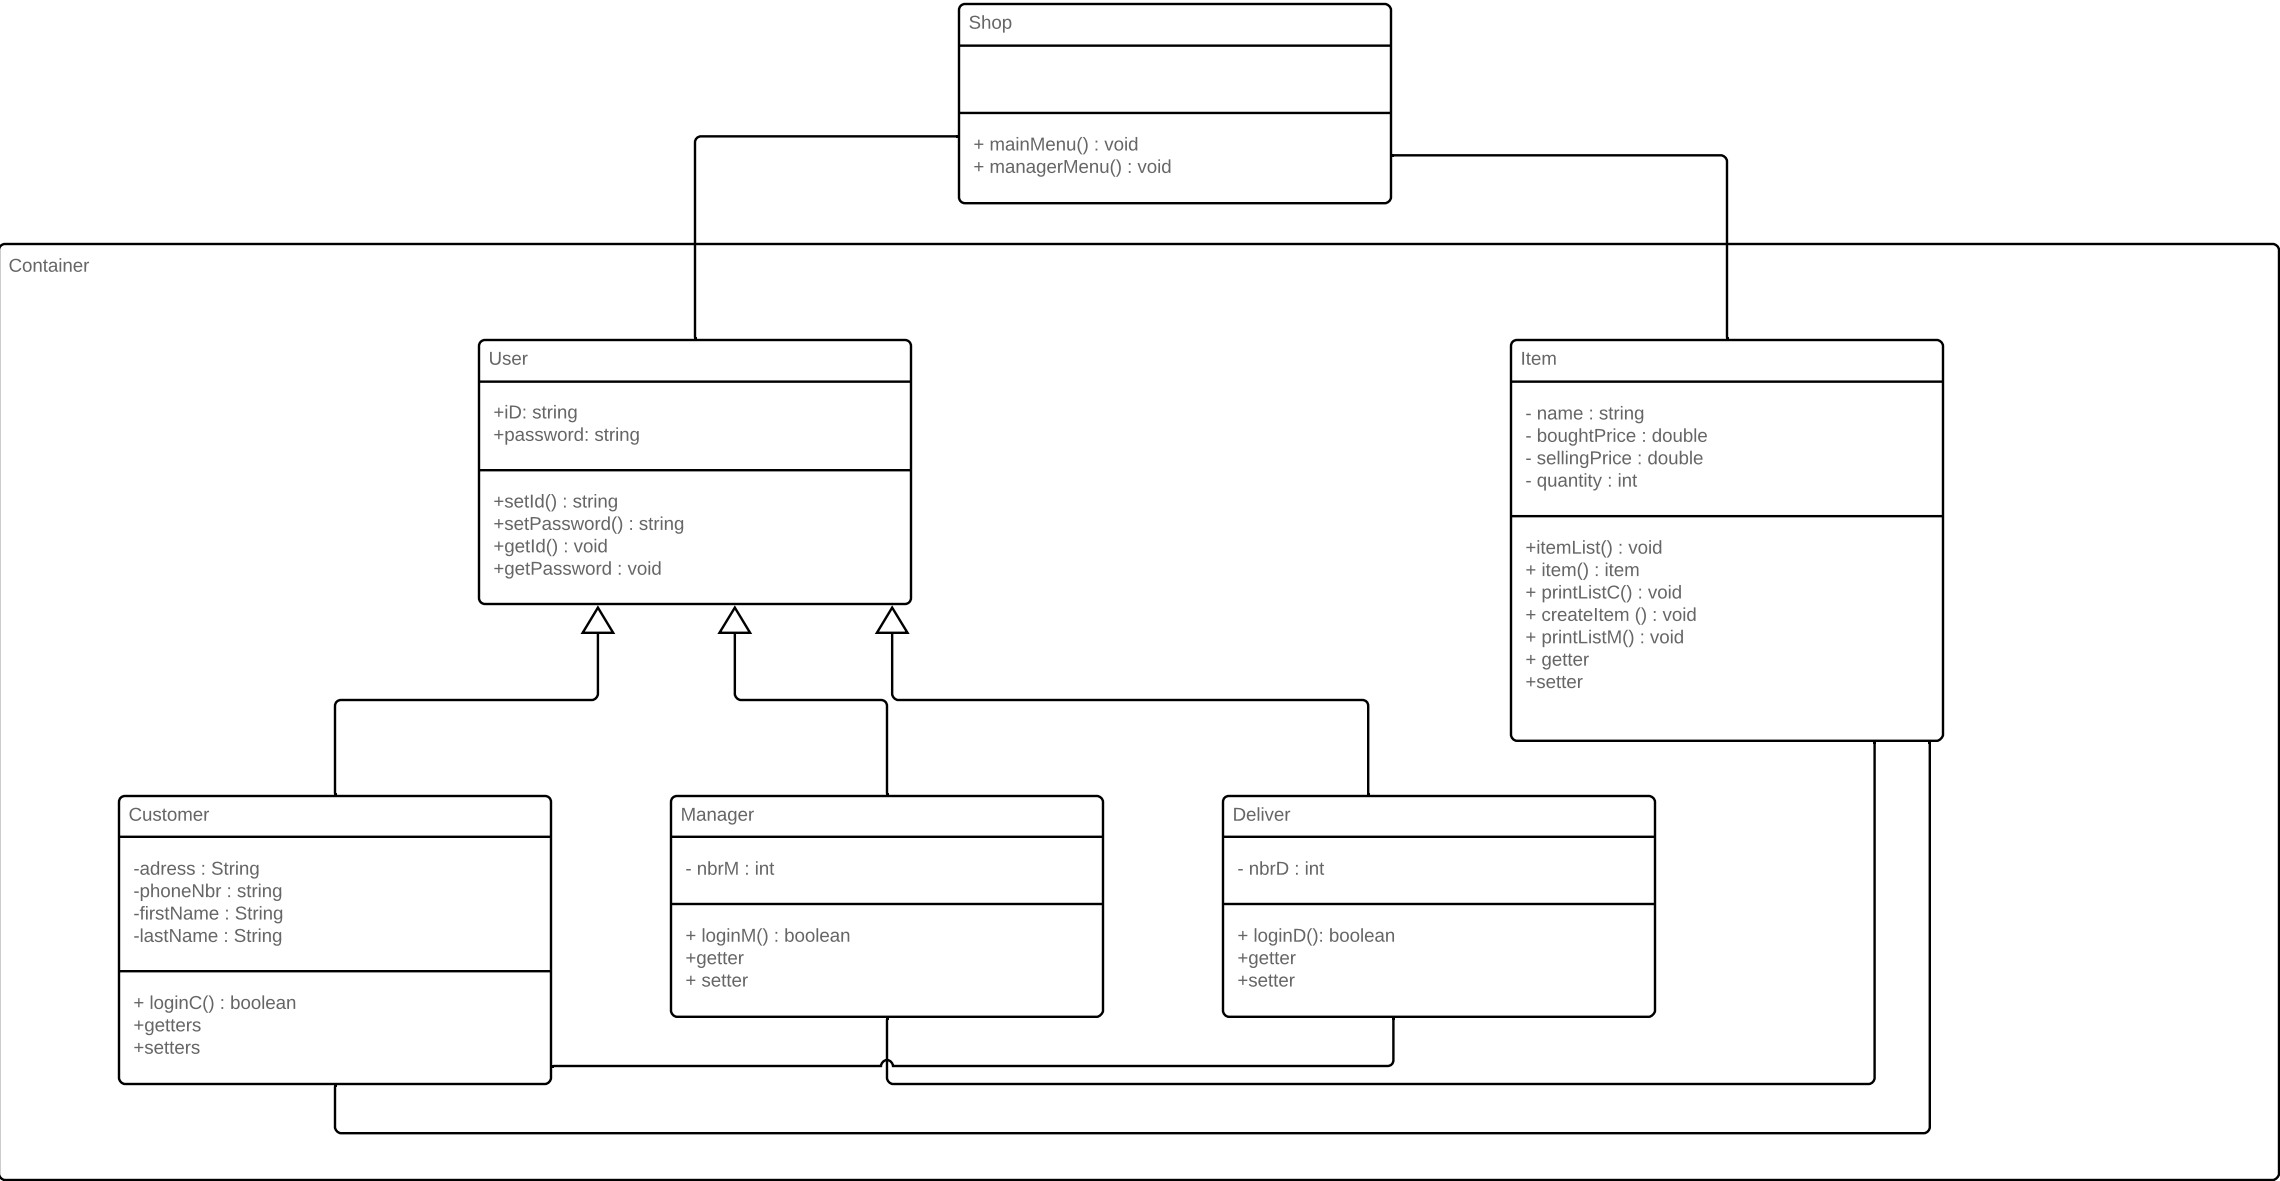 Shop
+ mainMenu() : void
+ managerMenu() : void
Container
User
+iD: string
+password: string
+setId() : string
+setPassword() : string
+getId() : void
+getPassword : void
Item
- name : string
- boughtPrice : double
- sellingPrice : double
- quantity : int
+itemList() : void
+ item() : item
+ printListC() : void
+ createItem () : void
+ printListM() : void
+ getter
+setter
Customer
-adress : String
-phoneNbr : string
-firstName : String
-lastName : String
+ loginC() : boolean
+getters
+setters
Manager
- nbrM : int
+ loginM() : boolean
+getter
+ setter
Deliver
- nbrD : int
+ loginD(): boolean
+getter
+setter